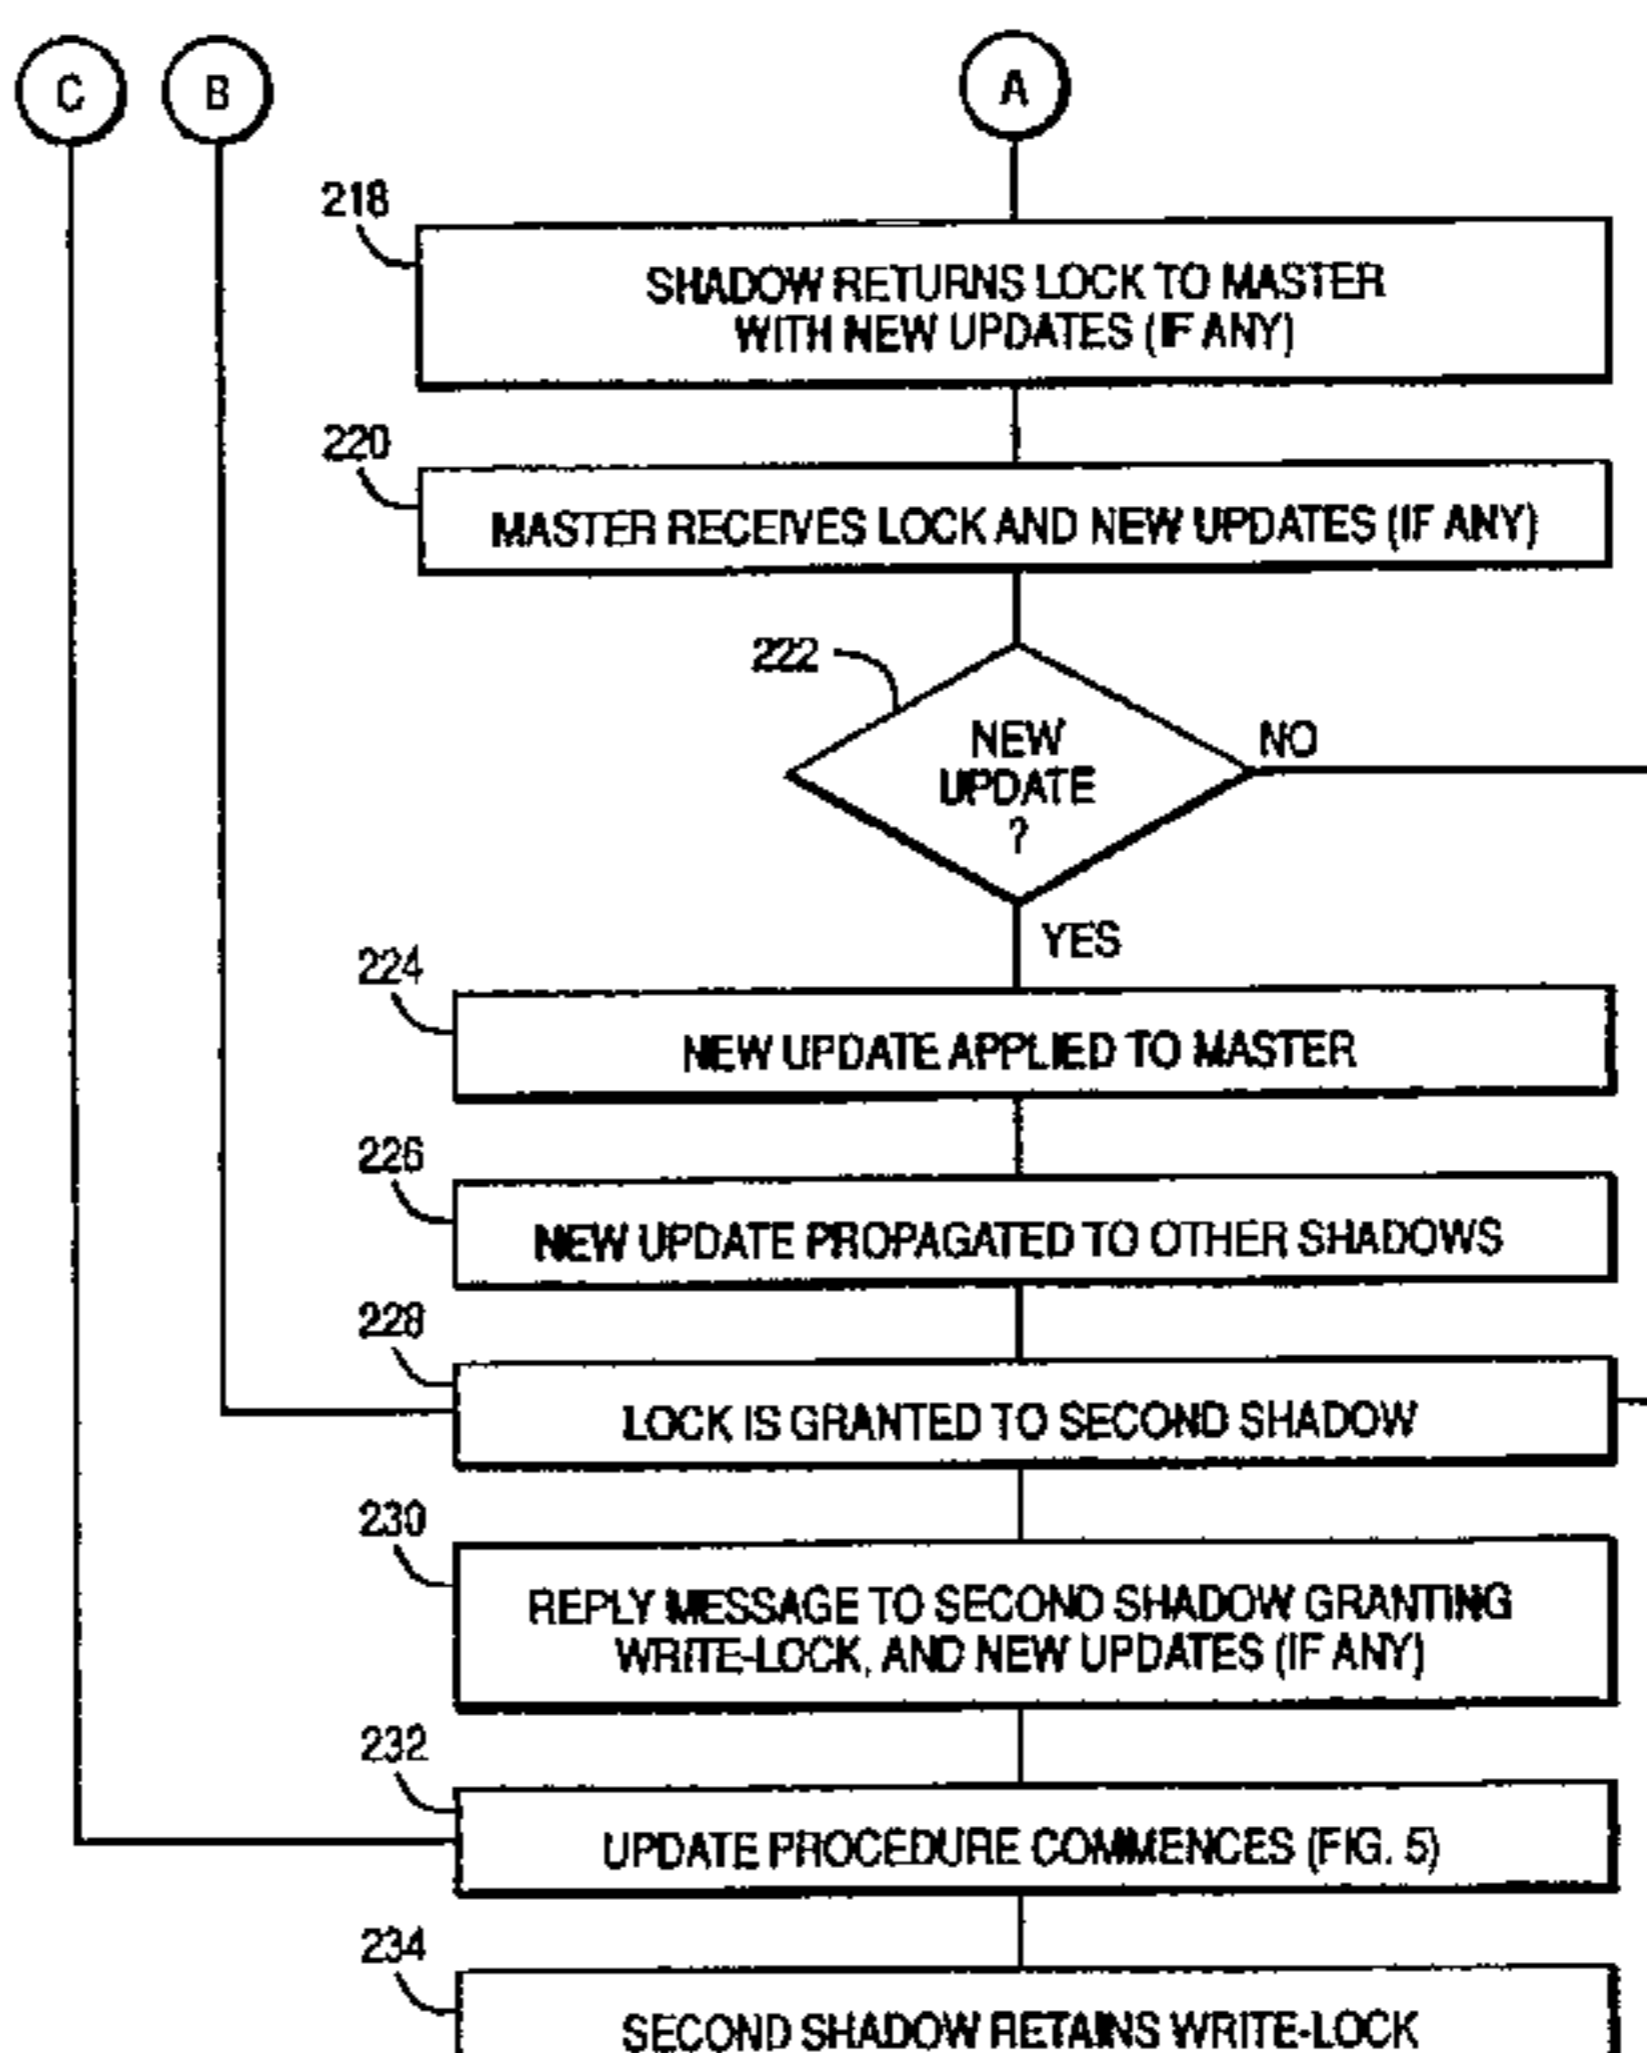 C
B
A
218
SHADOW RETURNS LOCK TO MASTER
WITH NEW UPDATES (IF ANY)
220
MASTER RECEIVES LOCK AND NEW UPDATES (IF ANY)
222
NEW
UPDATE
?
NO
YES
224
NEW UPDATE APPLIED TO MASTER
226
NEW UPDATE PROPAGATED TO OTHER SHADOWS
228
LOCK IS GRANTED TO SECOND SHADOW
230
REPLY MESSAGE TO SECOND SHADOW GRANTING
WRITE-LOCK, AND NEW UPDATES (IF ANY)
232
UPDATE PROCEDURE COMMENCES (FIG. 5)
234
SECOND SHADOW RETAINS WRITE-LOCK